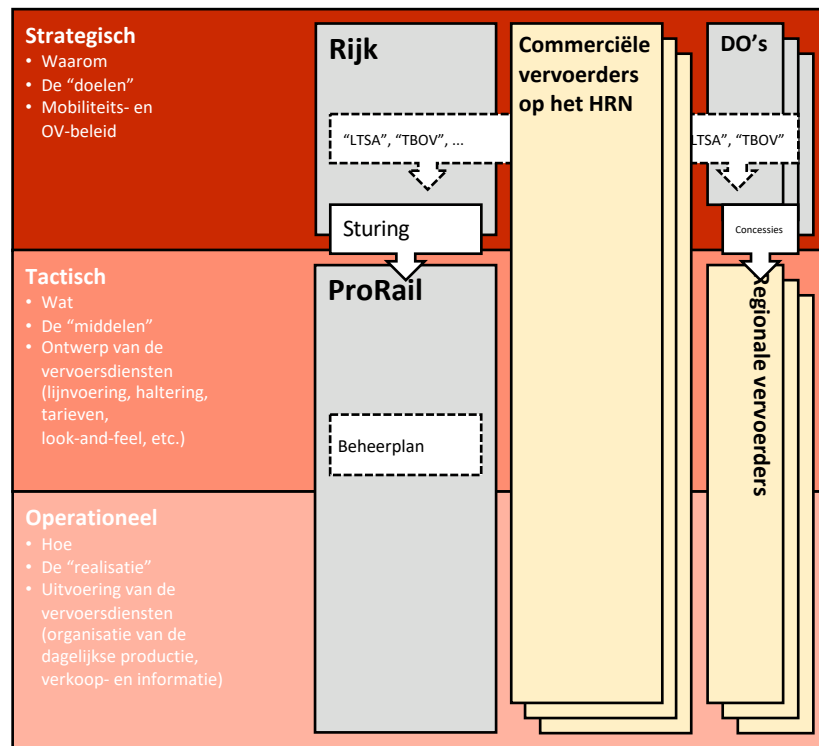 Strategisch
• Waarom
• De “doelen”
• Mobiliteits- en
OV-beleid
Rijk
“LTSA”, “TBOV”, ...
Sturing
Commerciële
vervoerders
op het HRN
DO’s
LTSA”, “TBOV”
Concessies
Tactisch
• Wat
• De “middelen”
• Ontwerp van de
vervoersdiensten
(lijnvoering, haltering,
tarieven,
look-and-feel, etc.)
ProRail
Beheerplan
Regionale vervoerders
Operationeel
• Hoe
• De “realisatie”
• Uitvoering van de
vervoersdiensten
(organisatie van de
dagelijkse productie,
verkoop- en informatie)